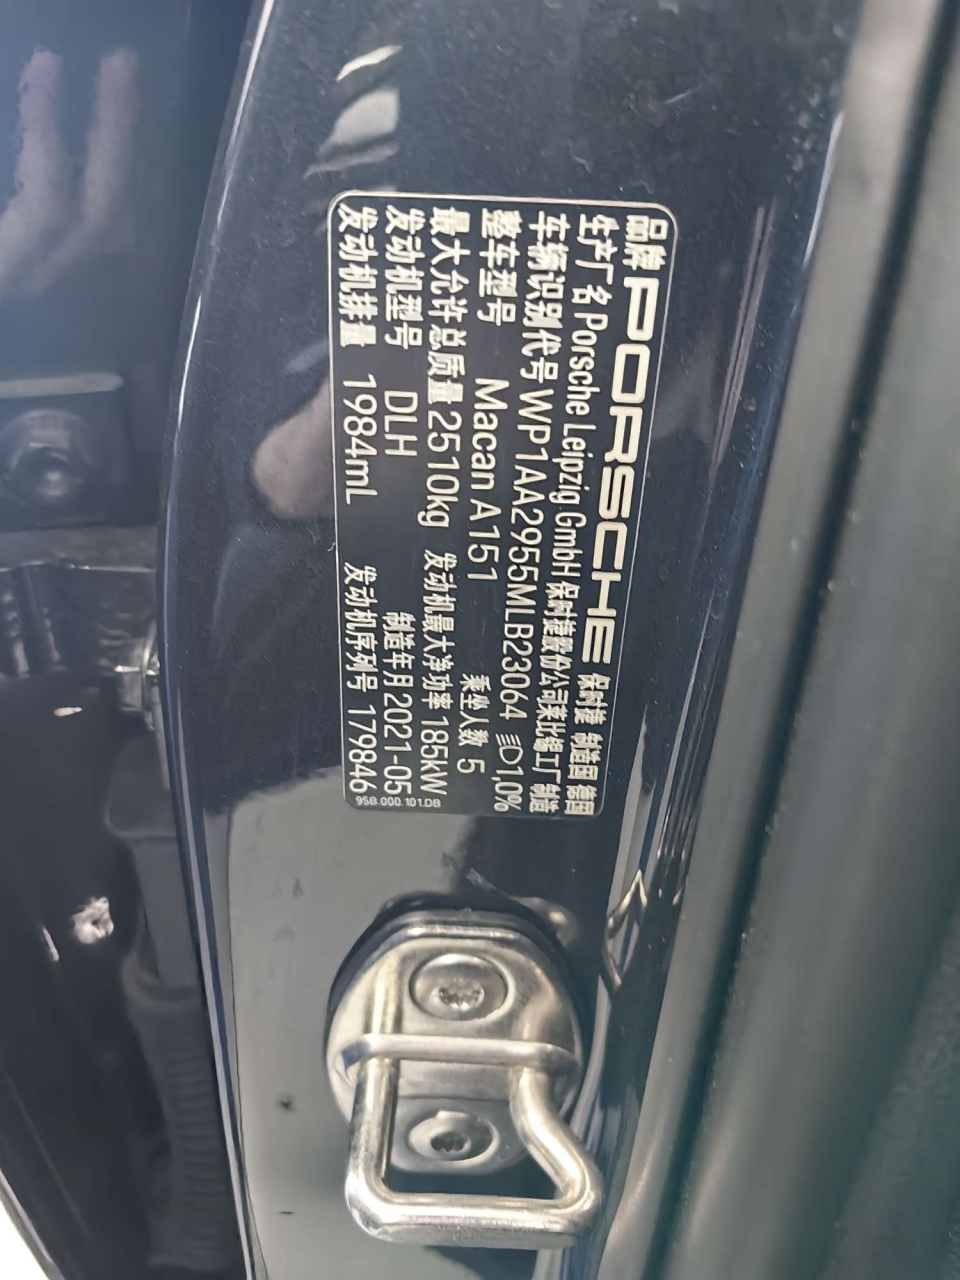 品牌 PORSCHE 保时捷 制造国 德国
生产厂名 Porsche Leipzig GmbH 保时捷股份公司莱比锡工厂 制造
车辆识别代号 WP1AA2955MLB23064 1,0%
整车型号 Macan A151 乘坐人数 5
最大允许总质量 2510kg 发动机最大净功率 185kW
发动机型号 DLH 制造年月 2021-05
发动机排量 1984mL 发动机序列号 179846
95B.000.101.DB